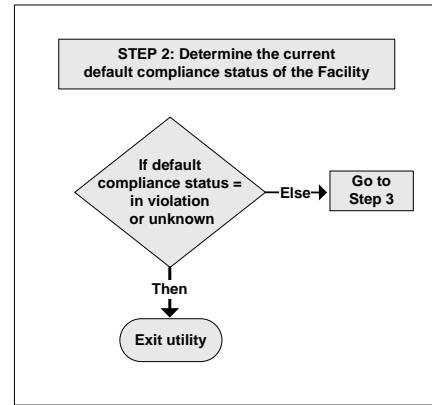 STEP 2: Determine the current
default compliance status of the Facility
If default
compliance status =
in violation
or unknown
Else
Go to
Step 3
Then
Exit utility